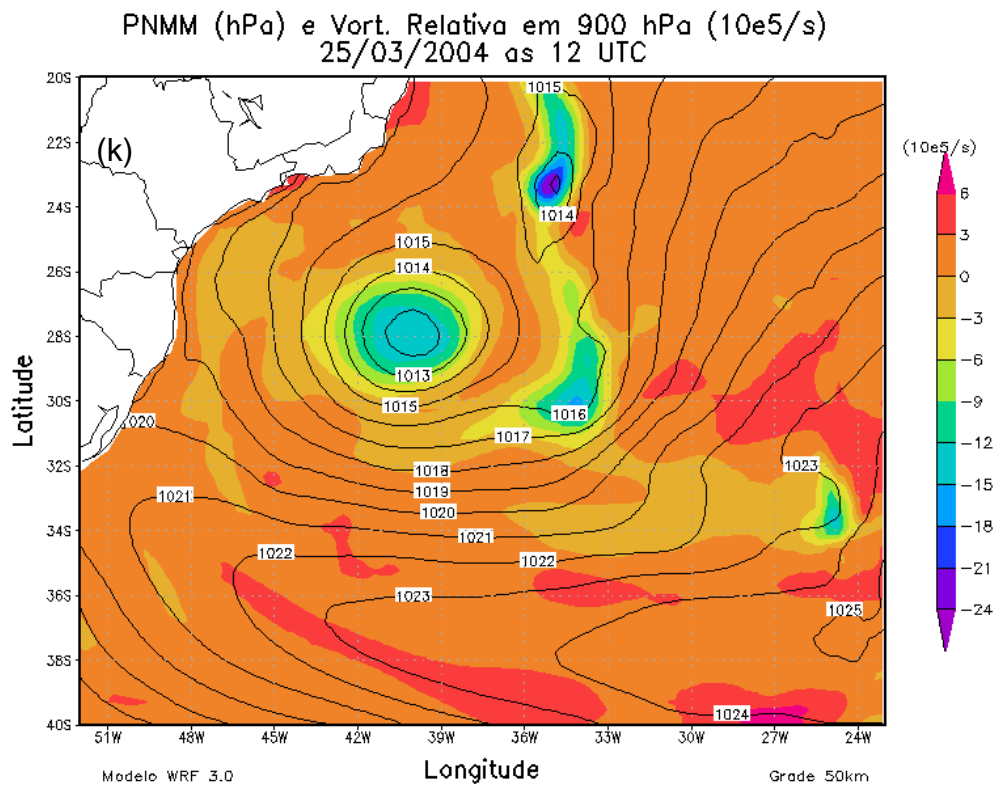 PNMM (hPa) e Vort. Relativa em 900 hPa (10e5/s)
25/03/2004 as 12 UTC
(k)
20S
22S
24S
26S
28S
30S
32S
34S
36S
38S
40S
Latitude
1015
1014
1015
1014
1013
1015
1016
1017
1020
1018
1019
1020
1021
1021
1022
1022
1023
1023
1025
1024
51W
48W
45W
42W
39W
36W
33W
30W
27W
24W
Longitude
(10e5/s)
6
3
0
-3
-6
-9
-12
-15
-18
-21
-24
Modelo WRF 3.0
Grade 50km